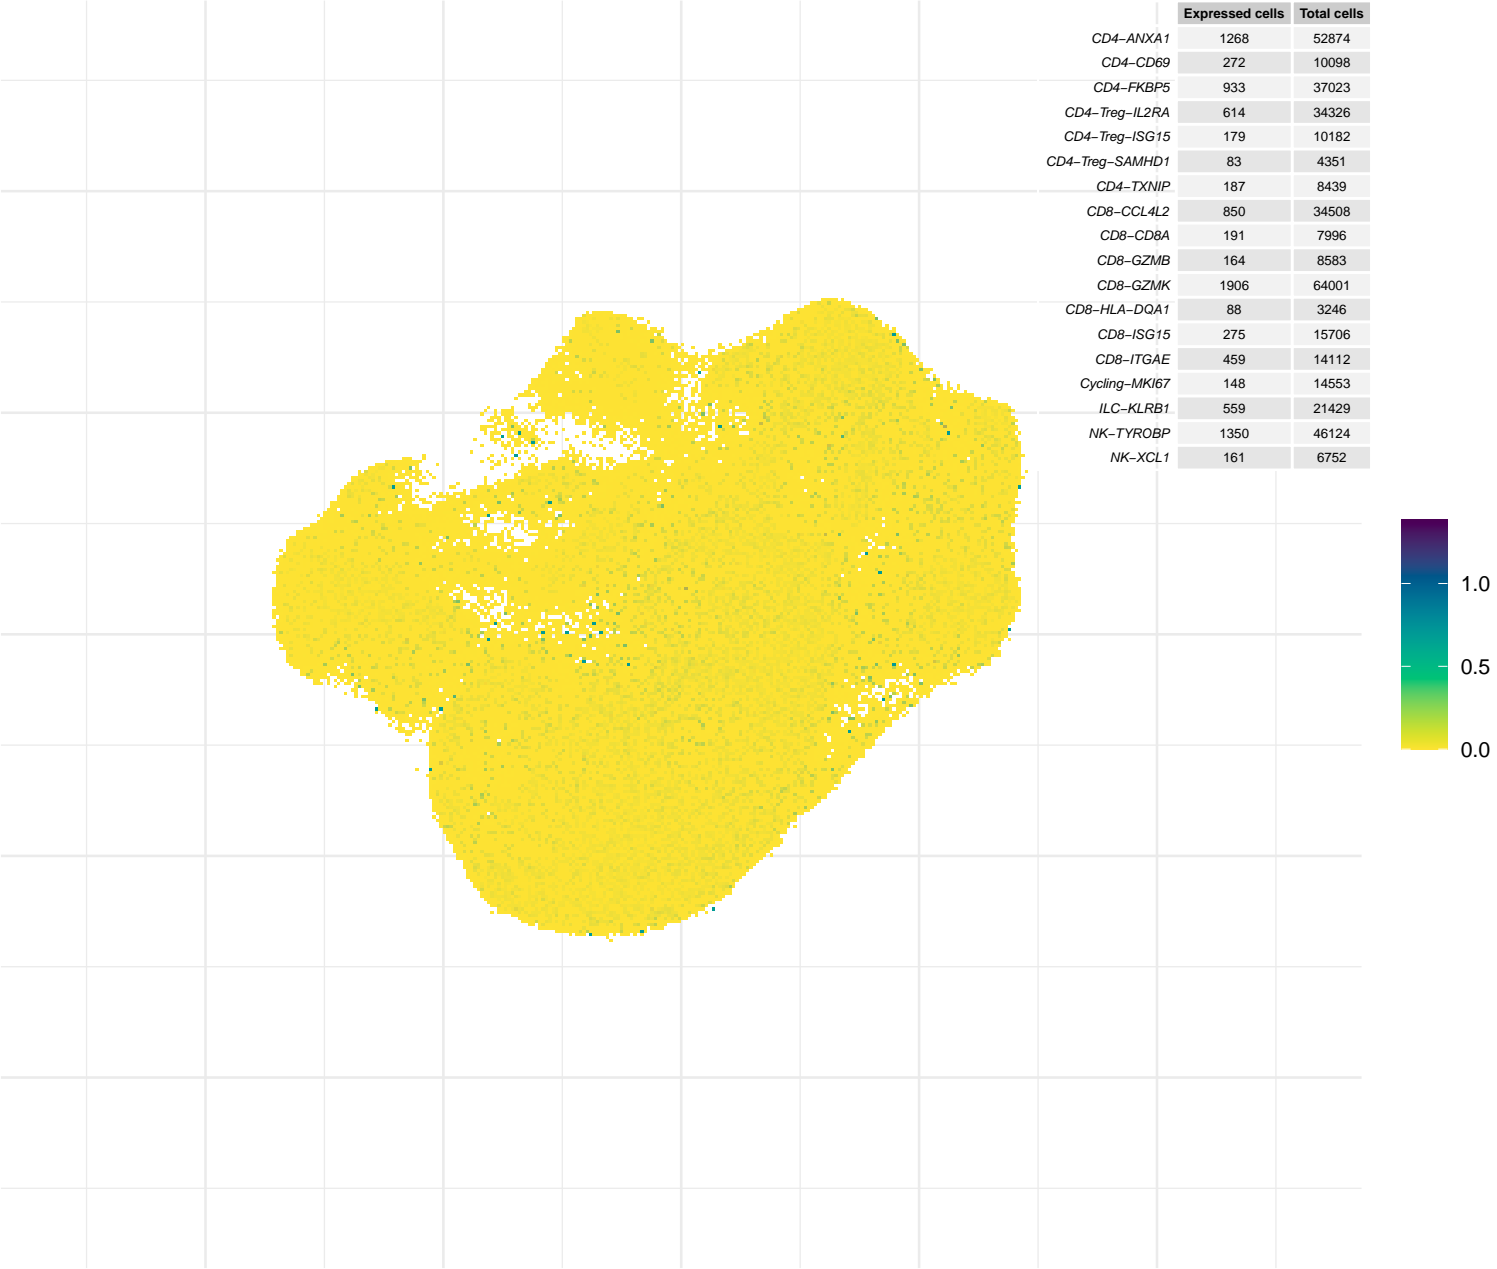 Expressed cells Total cells
CD4−ANXA1 1268 52874
CD4−CD69 272 10098
CD4−FKBP5 933 37023
CD4−Treg−IL2RA 614 34326
CD4−Treg−ISG15 179 10182
CD4−Treg−SAMHD1 83 4351
CD4−TXNIP 187 8439
CD8−CCL4L2 850 34508
CD8−CD8A 191 7996
CD8−GZMB 164 8583
CD8−GZMK 1906 64001
CD8−HLA−DQA1 88 3246
CD8−ISG15 275 15706
CD8−ITGAE 459 14112
Cycling−MKI67 148 14553
ILC−KLRB1 559 21429
NK−TYROBP 1350 46124
NK−XCL1 161 6752
1.0
0.5
0.0